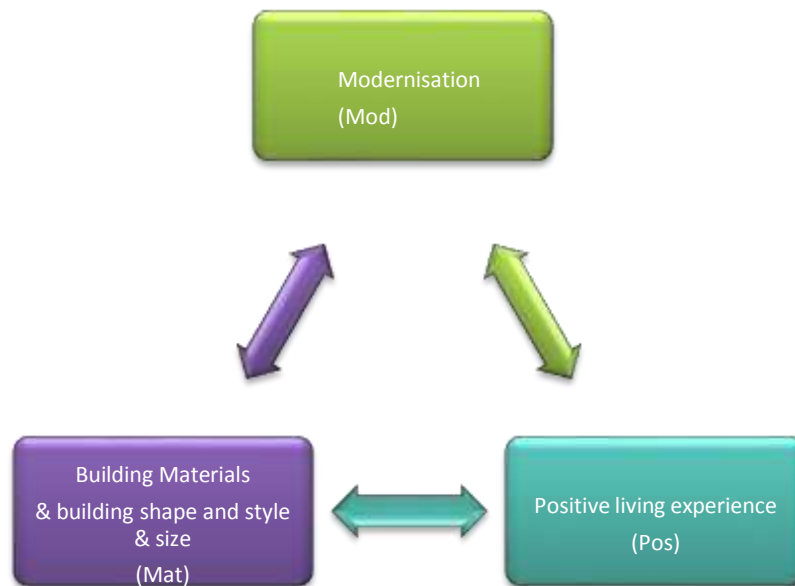 Modernisation
(Mod)
Building Materials
& building shape and style
& size
(Mat)
Positive living experience
(Pos)